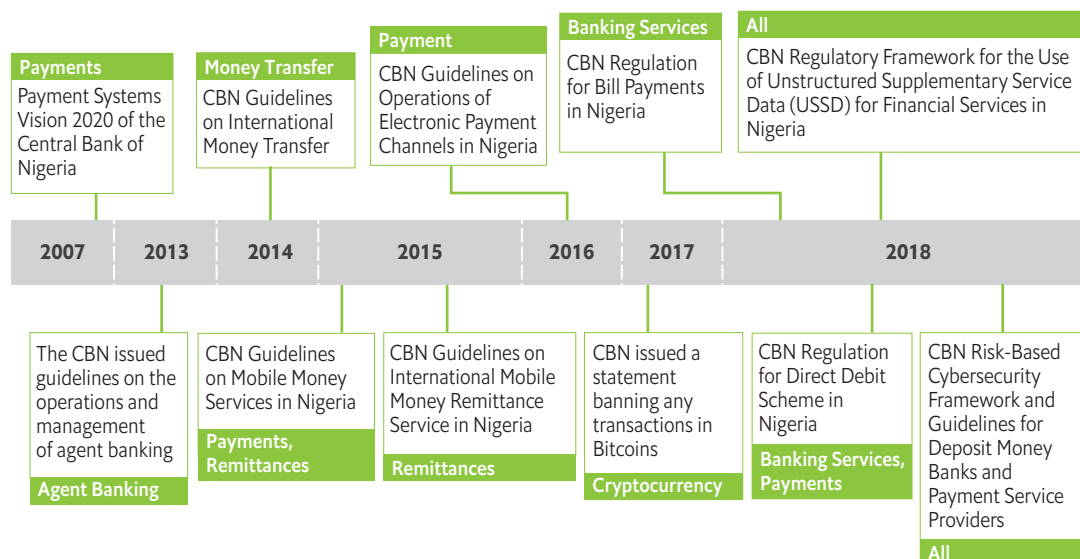 Payments
Payment Systems
Vision 2020 of the
Central Bank of
Nigeria
Money Transfer
CBN Guidelines
on International
Money Transfer
Payment
CBN Guidelines on
Operations of
Electronic Payment
Channels in Nigeria
Banking Services
CBN Regulation
for Bill Payments
in Nigeria
All
CBN Regulatory Framework for the Use
of Unstructured Supplementary Service
Data (USSD) for Financial Services in
Nigeria
2007 2013 2014 2015 2016 2017 2018
The CBN issued
guidelines on the
operations and
management
of agent banking
Agent Banking
CBN Guidelines
on Mobile Money
Services in Nigeria
Payments,
Remittances
CBN Guidelines on
International Mobile
Money Remittance
Service in Nigeria
Remittances
CBN issued a
statement
banning any
transactions in
Bitcoins
Cryptocurrency
CBN Regulation
for Direct Debit
Scheme in
Nigeria
Banking Services,
Payments
CBN Risk-Based
Cybersecurity
Framework and
Guidelines for
Deposit Money
Banks and
Payment Service
Providers
All